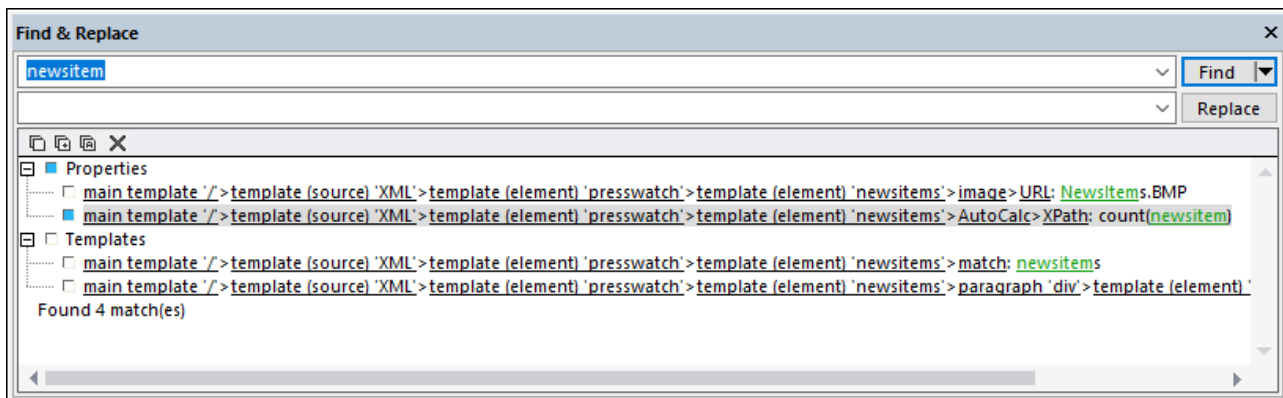 Find & Replace
newsitem
Find
Replace
Properties
main template '/'>template (source) 'XML'>template (element) 'presswatch'>template (element) 'newsitems'>image>URL: NewsItems.BMP
main template '/'>template (source) 'XML'>template (element) 'presswatch'>template (element) 'newsitems'>AutoCalc>XPath: count(newsitem)
Templates
main template '/'>template (source) 'XML'>template (element) 'presswatch'>template (element) 'newsitems'>match: newsitems
main template '/'>template (source) 'XML'>template (element) 'presswatch'>template (element) 'newsitems'>paragraph 'div'>template (element) '
Found 4 match(es)